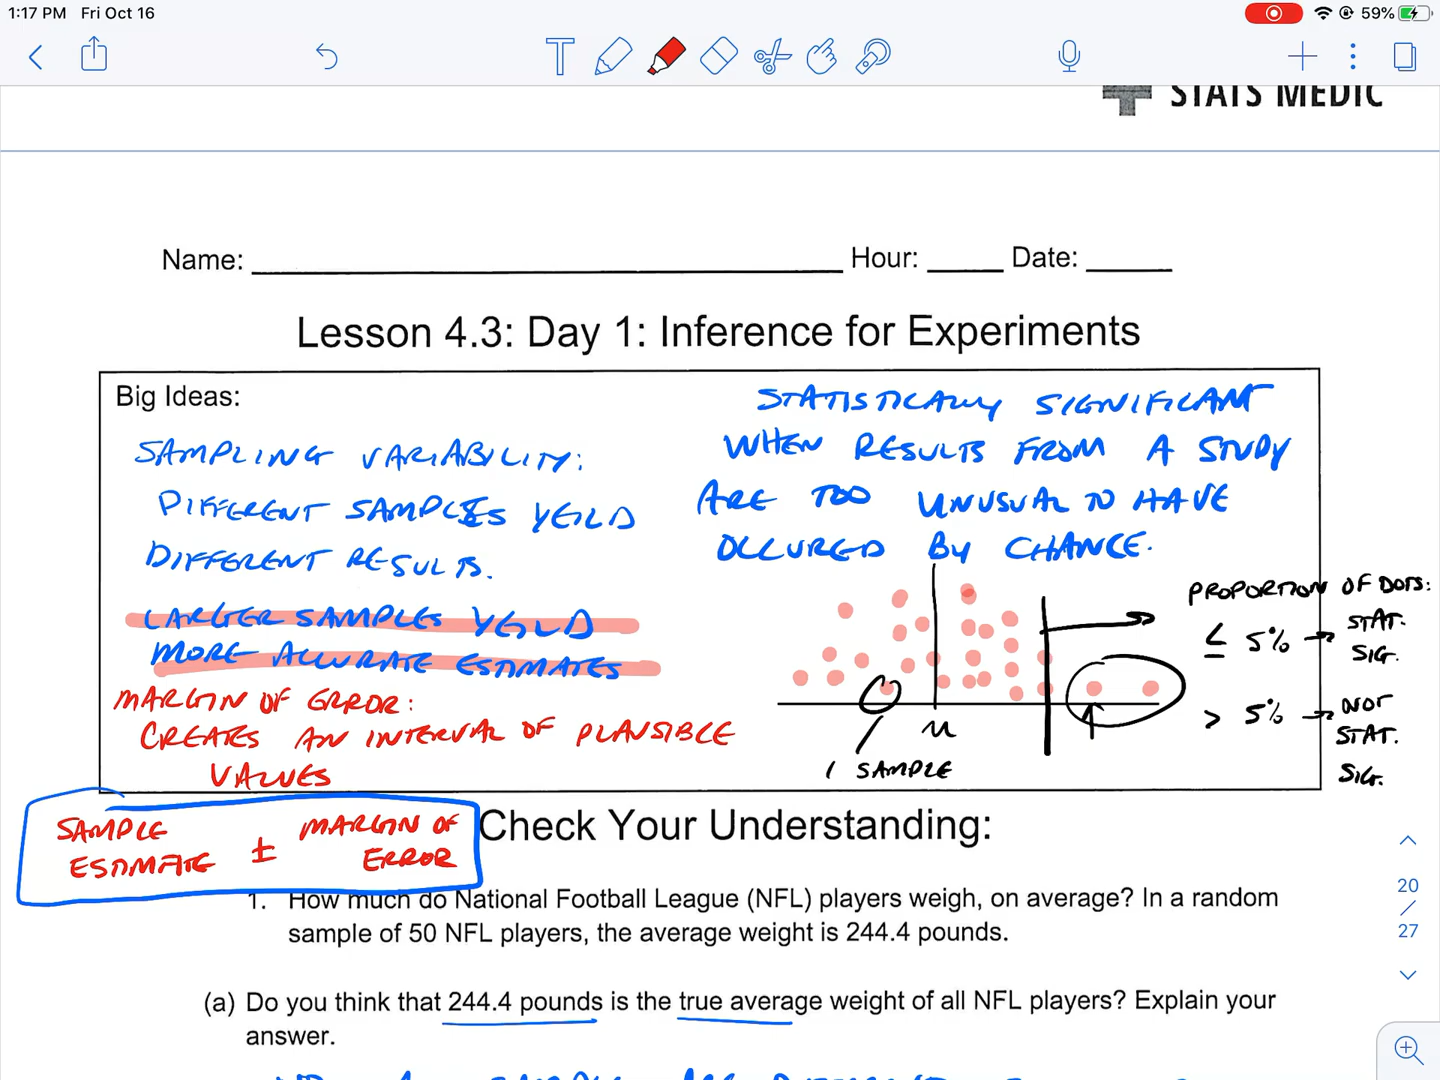 1:17 PM Fri Oct 16
59%
STATS MEDIC
Name: Hour: Date:
Lesson 4.3: Day 1: Inference for Experiments
Big Ideas:
SAMPLING VARIABILITY:
DIFFERENT SAMPLES YEILD
DIFFERENT RESULTS.
LARGER SAMPLES YEILD
MORE ACCURATE ESTIMATES
MARGIN OF ERROR:
CREATES AN INTERVAL OF PLAUSIBLE
VALUES
STATISTICALLY SIGNIFICANT
WHEN RESULTS FROM A STUDY
ARE TOO UNUSUAL TO HAVE
OCCURED BY CHANCE.
PROPORTION OF DOTS:
≤ 5% → STAT.
SIG.
> 5% → NOT
STAT.
SIG.
μ
1 SAMPLE
SAMPLE ± MARGIN OF
ESTIMATE ERROR
Check Your Understanding:
1. How much do National Football League (NFL) players weigh, on average? In a random
sample of 50 NFL players, the average weight is 244.4 pounds.
(a) Do you think that 244.4 pounds is the true average weight of all NFL players? Explain your
answer.
20
/
27